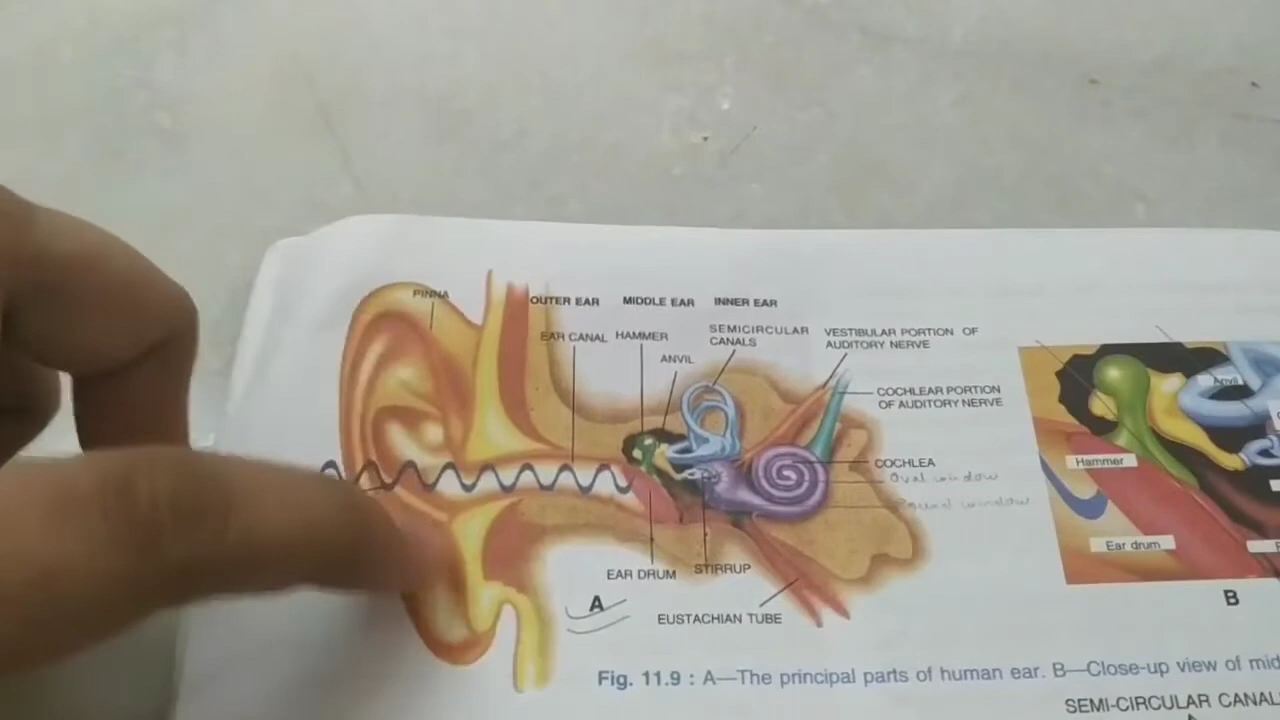 PINNA
OUTER EAR
MIDDLE EAR
INNER EAR
EAR CANAL
HAMMER
SEMICIRCULAR
CANALS
ANVIL
VESTIBULAR PORTION OF
AUDITORY NERVE
COCHLEAR PORTION
OF AUDITORY NERVE
COCHLEA
Oval window
Round window
EAR DRUM
STIRRUP
EUSTACHIAN TUBE
A
Anvil
Hammer
Ear drum
B
Fig. 11.9 : A—The principal parts of human ear. B—Close-up view of mid
SEMI-CIRCULAR CANALS